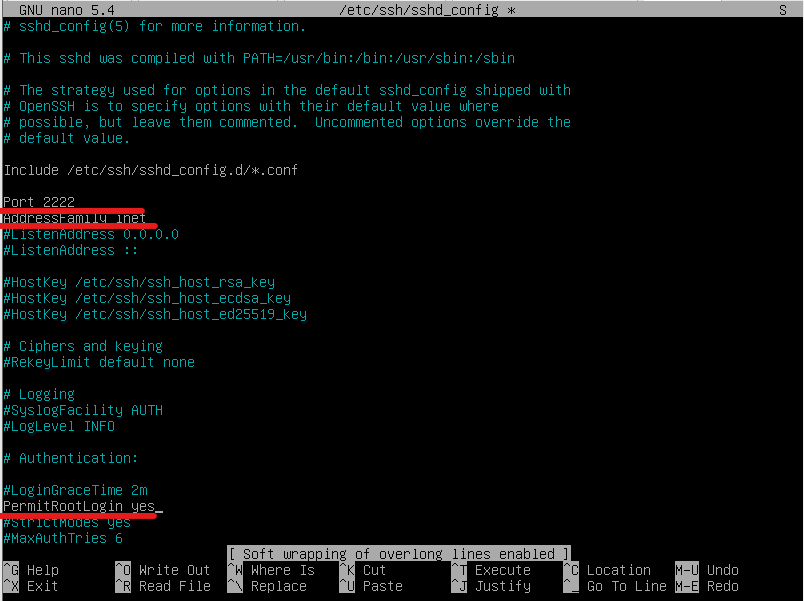 GNU nano 5.4 /etc/ssh/sshd_config * S
# sshd_config(5) for more information.
# This sshd was compiled with PATH=/usr/bin:/bin:/usr/sbin:/sbin
# The strategy used for options in the default sshd_config shipped with
# OpenSSH is to specify options with their default value where
# possible, but leave them commented.  Uncommented options override the
# default value.
Include /etc/ssh/sshd_config.d/*.conf
Port 2222
AddressFamily inet
#ListenAddress 0.0.0.0
#ListenAddress ::
#HostKey /etc/ssh/ssh_host_rsa_key
#HostKey /etc/ssh/ssh_host_ecdsa_key
#HostKey /etc/ssh/ssh_host_ed25519_key
# Ciphers and keying
#RekeyLimit default none
# Logging
#SyslogFacility AUTH
#LogLevel INFO
# Authentication:
#LoginGraceTime 2m
PermitRootLogin yes_
#StrictModes yes
#MaxAuthTries 6
[ Soft wrapping of overlong lines enabled ]
^G Help ^O Write Out ^W Where Is ^K Cut ^T Execute ^C Location M-U Undo
^X Exit ^R Read File ^\ Replace ^U Paste ^J Justify ^_ Go To Line M-E Redo